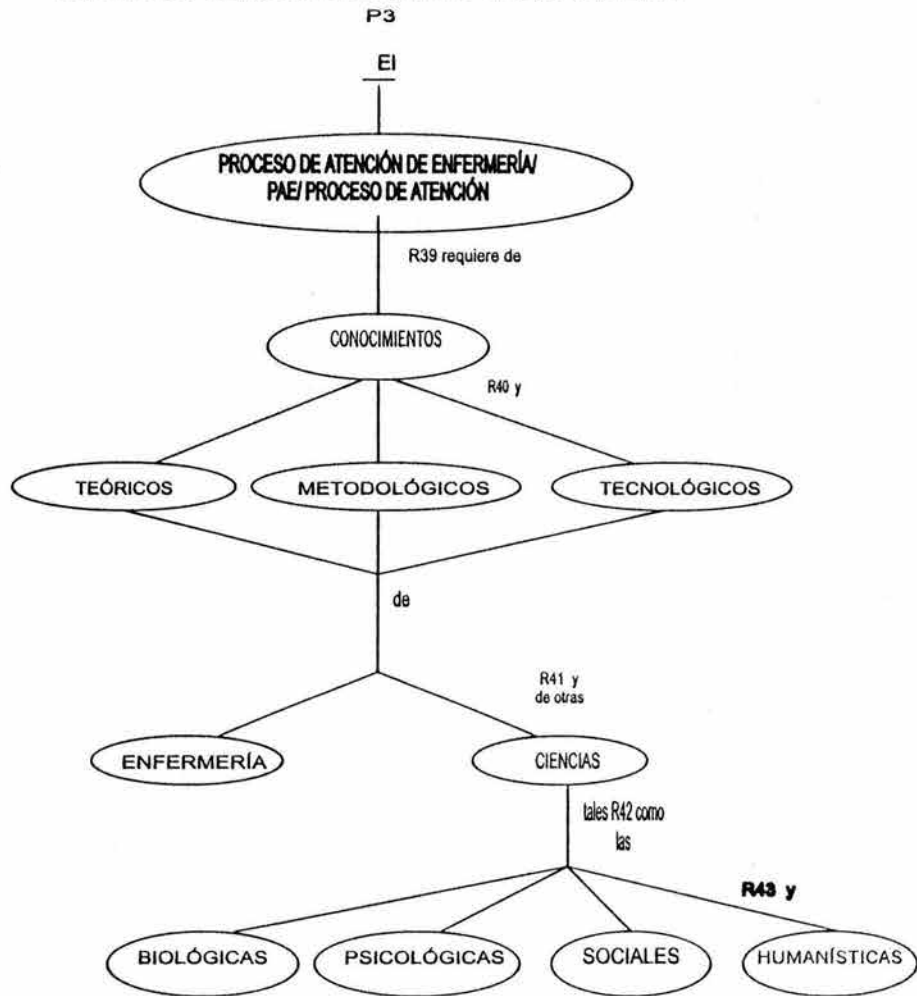 P3
El
PROCESO DE ATENCIÓN DE ENFERMERÍA/
PAE/ PROCESO DE ATENCIÓN
R39 requiere de
CONOCIMIENTOS
R40 y
TEÓRICOS
METODOLÓGICOS
TECNOLÓGICOS
de
R41 y
de otras
ENFERMERÍA
CIENCIAS
tales R42 como
las
R43 y
BIOLÓGICAS
PSICOLÓGICAS
SOCIALES
HUMANÍSTICAS